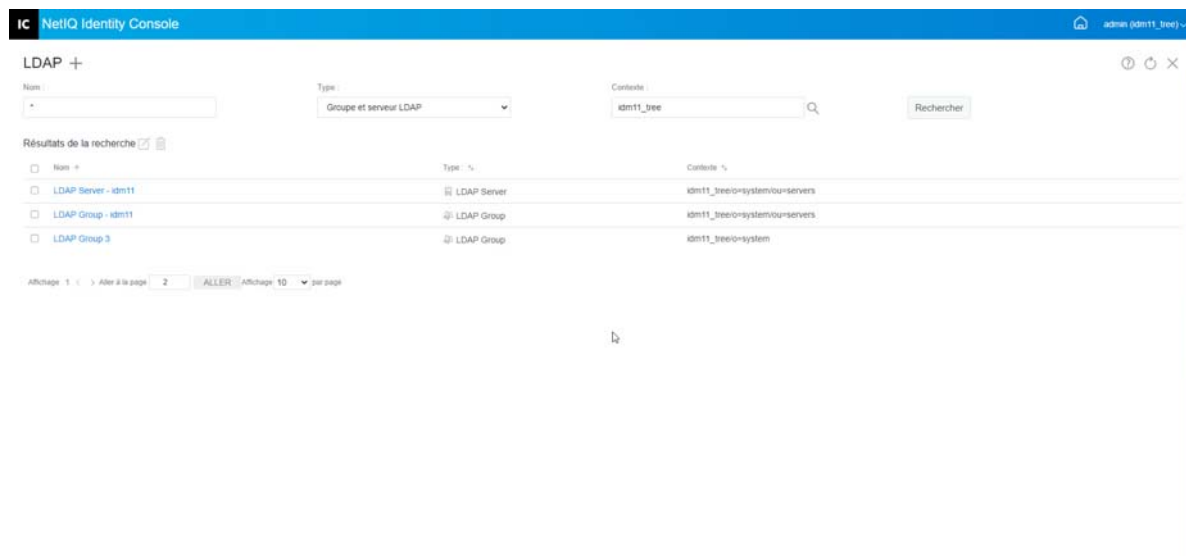 IC NetIQ Identity Console admin (idm11_tree)
LDAP +
Nom : Type : Contexte :
* Groupe et serveur LDAP idm11_tree Rechercher
Résultats de la recherche
Nom Type : Contexte
LDAP Server - idm11 LDAP Server idm11_tree/o=system/ou=servers
LDAP Group - idm11 LDAP Group idm11_tree/o=system/ou=servers
LDAP Group 3 LDAP Group idm11_tree/o=system
Affichage 1 < > Aller à la page 2 ALLER Affichage 10 par page